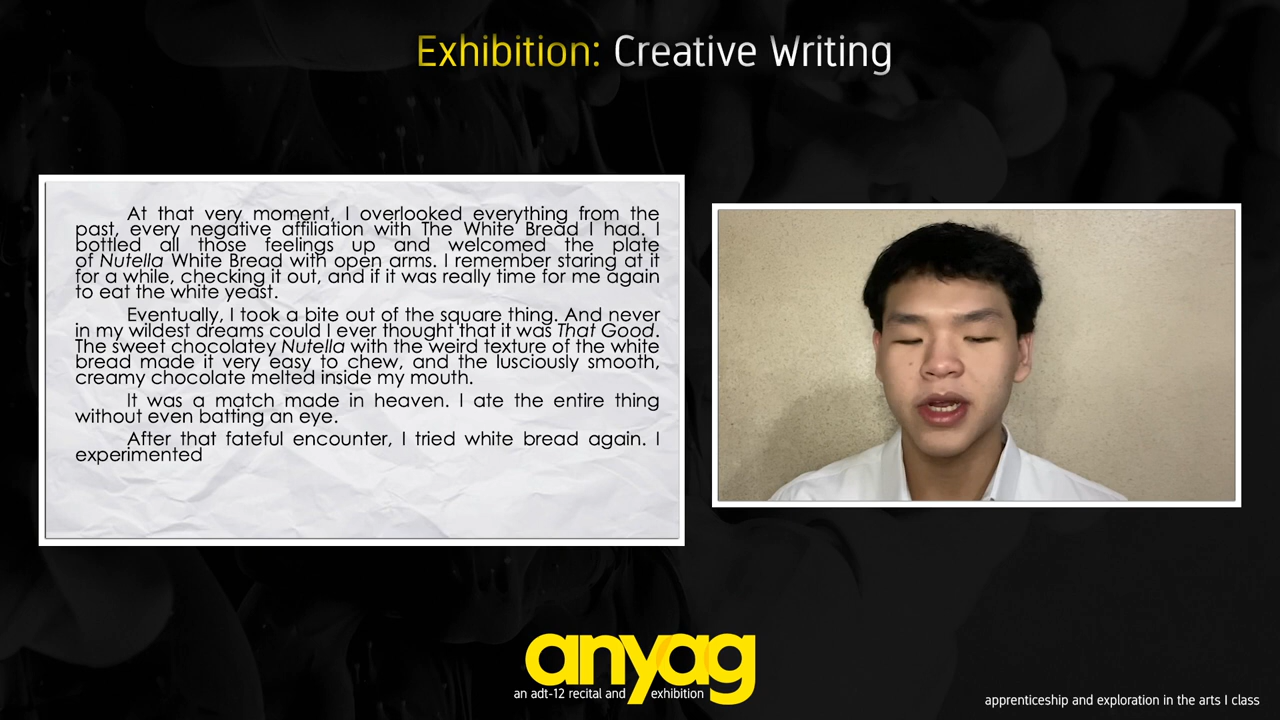 Exhibition: Creative Writing
At that very moment, I overlooked everything from the
past, every negative affiliation with The White Bread I had. I
bottled all those feelings up and welcomed the plate
of Nutella White Bread with open arms. I remember staring at it
for a while, checking it out, and if it was really time for me again
to eat the white yeast.
Eventually, I took a bite out of the square thing. And never
in my wildest dreams could I ever thought that it was That Good.
The sweet chocolatey Nutella with the weird texture of the white
bread made it very easy to chew, and the lusciously smooth,
creamy chocolate melted inside my mouth.
It was a match made in heaven. I ate the entire thing
without even batting an eye.
After that fateful encounter, I tried white bread again. I
experimented
anyag
an adt-12 recital and exhibition
apprenticeship and exploration in the arts I class